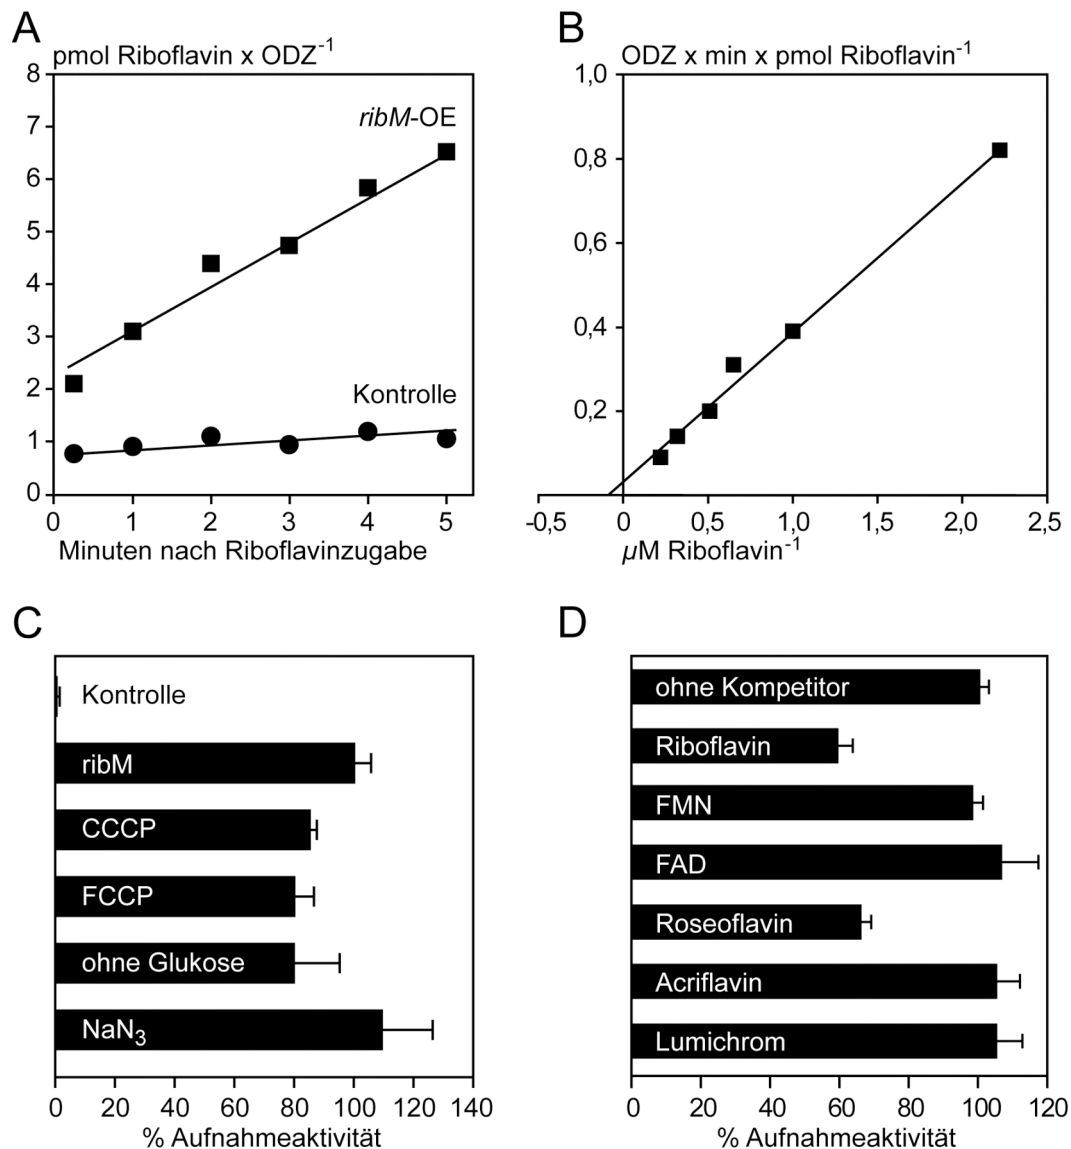 A
pmol Riboflavin x ODZ⁻¹
8
7
6
5
4
3
2
1
0
ribM-OE
Kontrolle
0 1 2 3 4 5
Minuten nach Riboflavinzugabe
B
ODZ x min x pmol Riboflavin⁻¹
1,0
0,8
0,6
0,4
0,2
-0,5 0 0,5 1,0 1,5 2,0 2,5
µM Riboflavin⁻¹
C
Kontrolle
ribM
CCCP
FCCP
ohne Glukose
NaN₃
0 20 40 60 80 100 120 140
% Aufnahmeaktivität
D
ohne Kompetitor
Riboflavin
FMN
FAD
Roseoflavin
Acriflavin
Lumichrom
0 20 40 60 80 100 120
% Aufnahmeaktivität